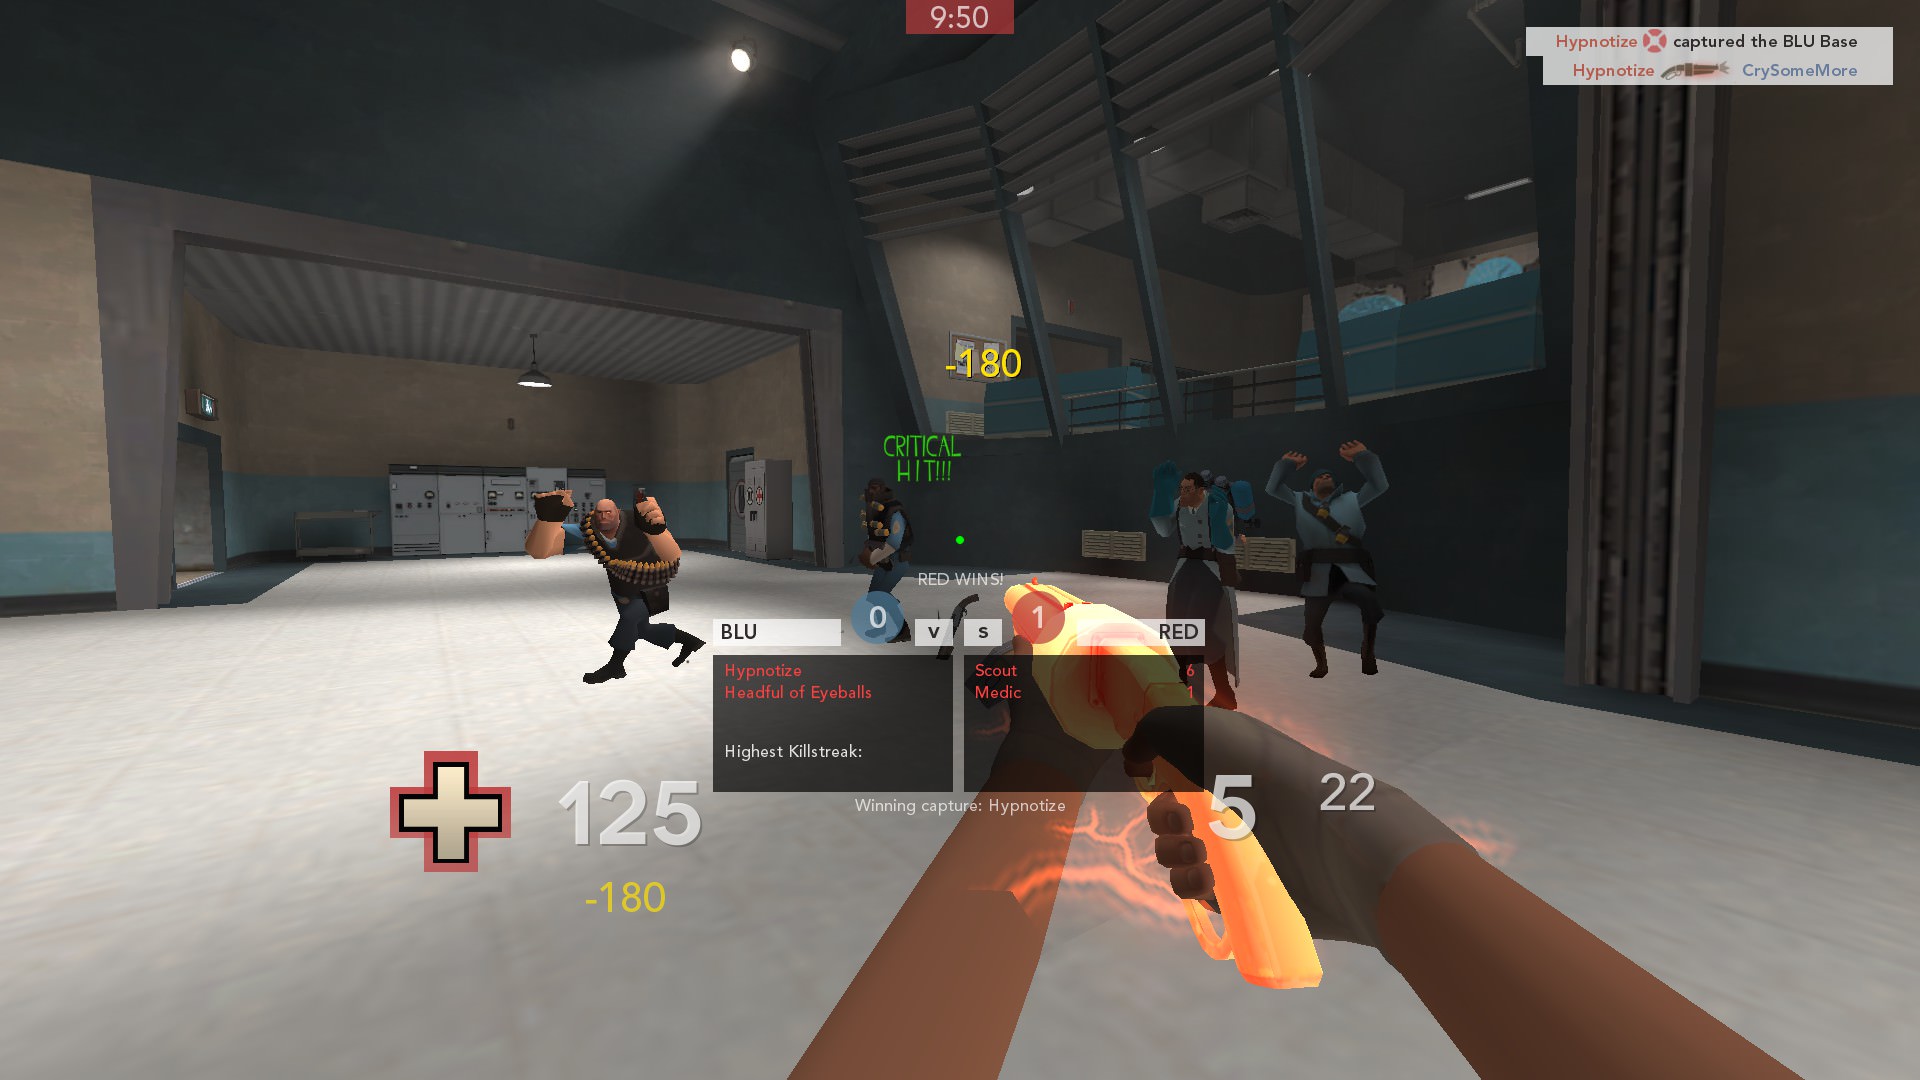 9:50
Hypnotize captured the BLU Base
Hypnotize CrySomeMore
-180
CRITICAL
HIT!!!
RED WINS!
0 1
BLU v s RED
Hypnotize Scout 6
Headful of Eyeballs Medic 1
Highest Killstreak:
Winning capture: Hypnotize
125 5 22
-180